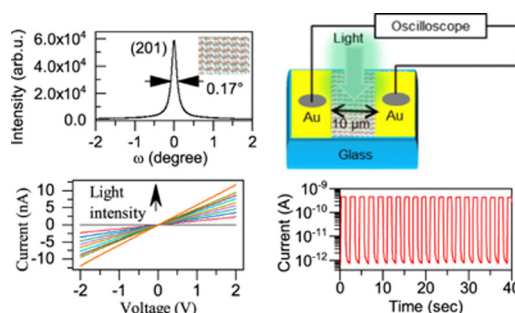 Intensity (arb.u.)
6.0x10⁴
4.0x10⁴
2.0x10⁴
0.0
(201)
0.17°
-2 -1 0 1 2
ω (degree)
Oscilloscope
Light
Au
Au
10 μm
Glass
Current (nA)
10
5
0
-5
-10
Light
intensity
-2 -1 0 1 2
Voltage (V)
Current (A)
10⁻⁹
10⁻¹⁰
10⁻¹¹
10⁻¹²
0 10 20 30 40
Time (sec)